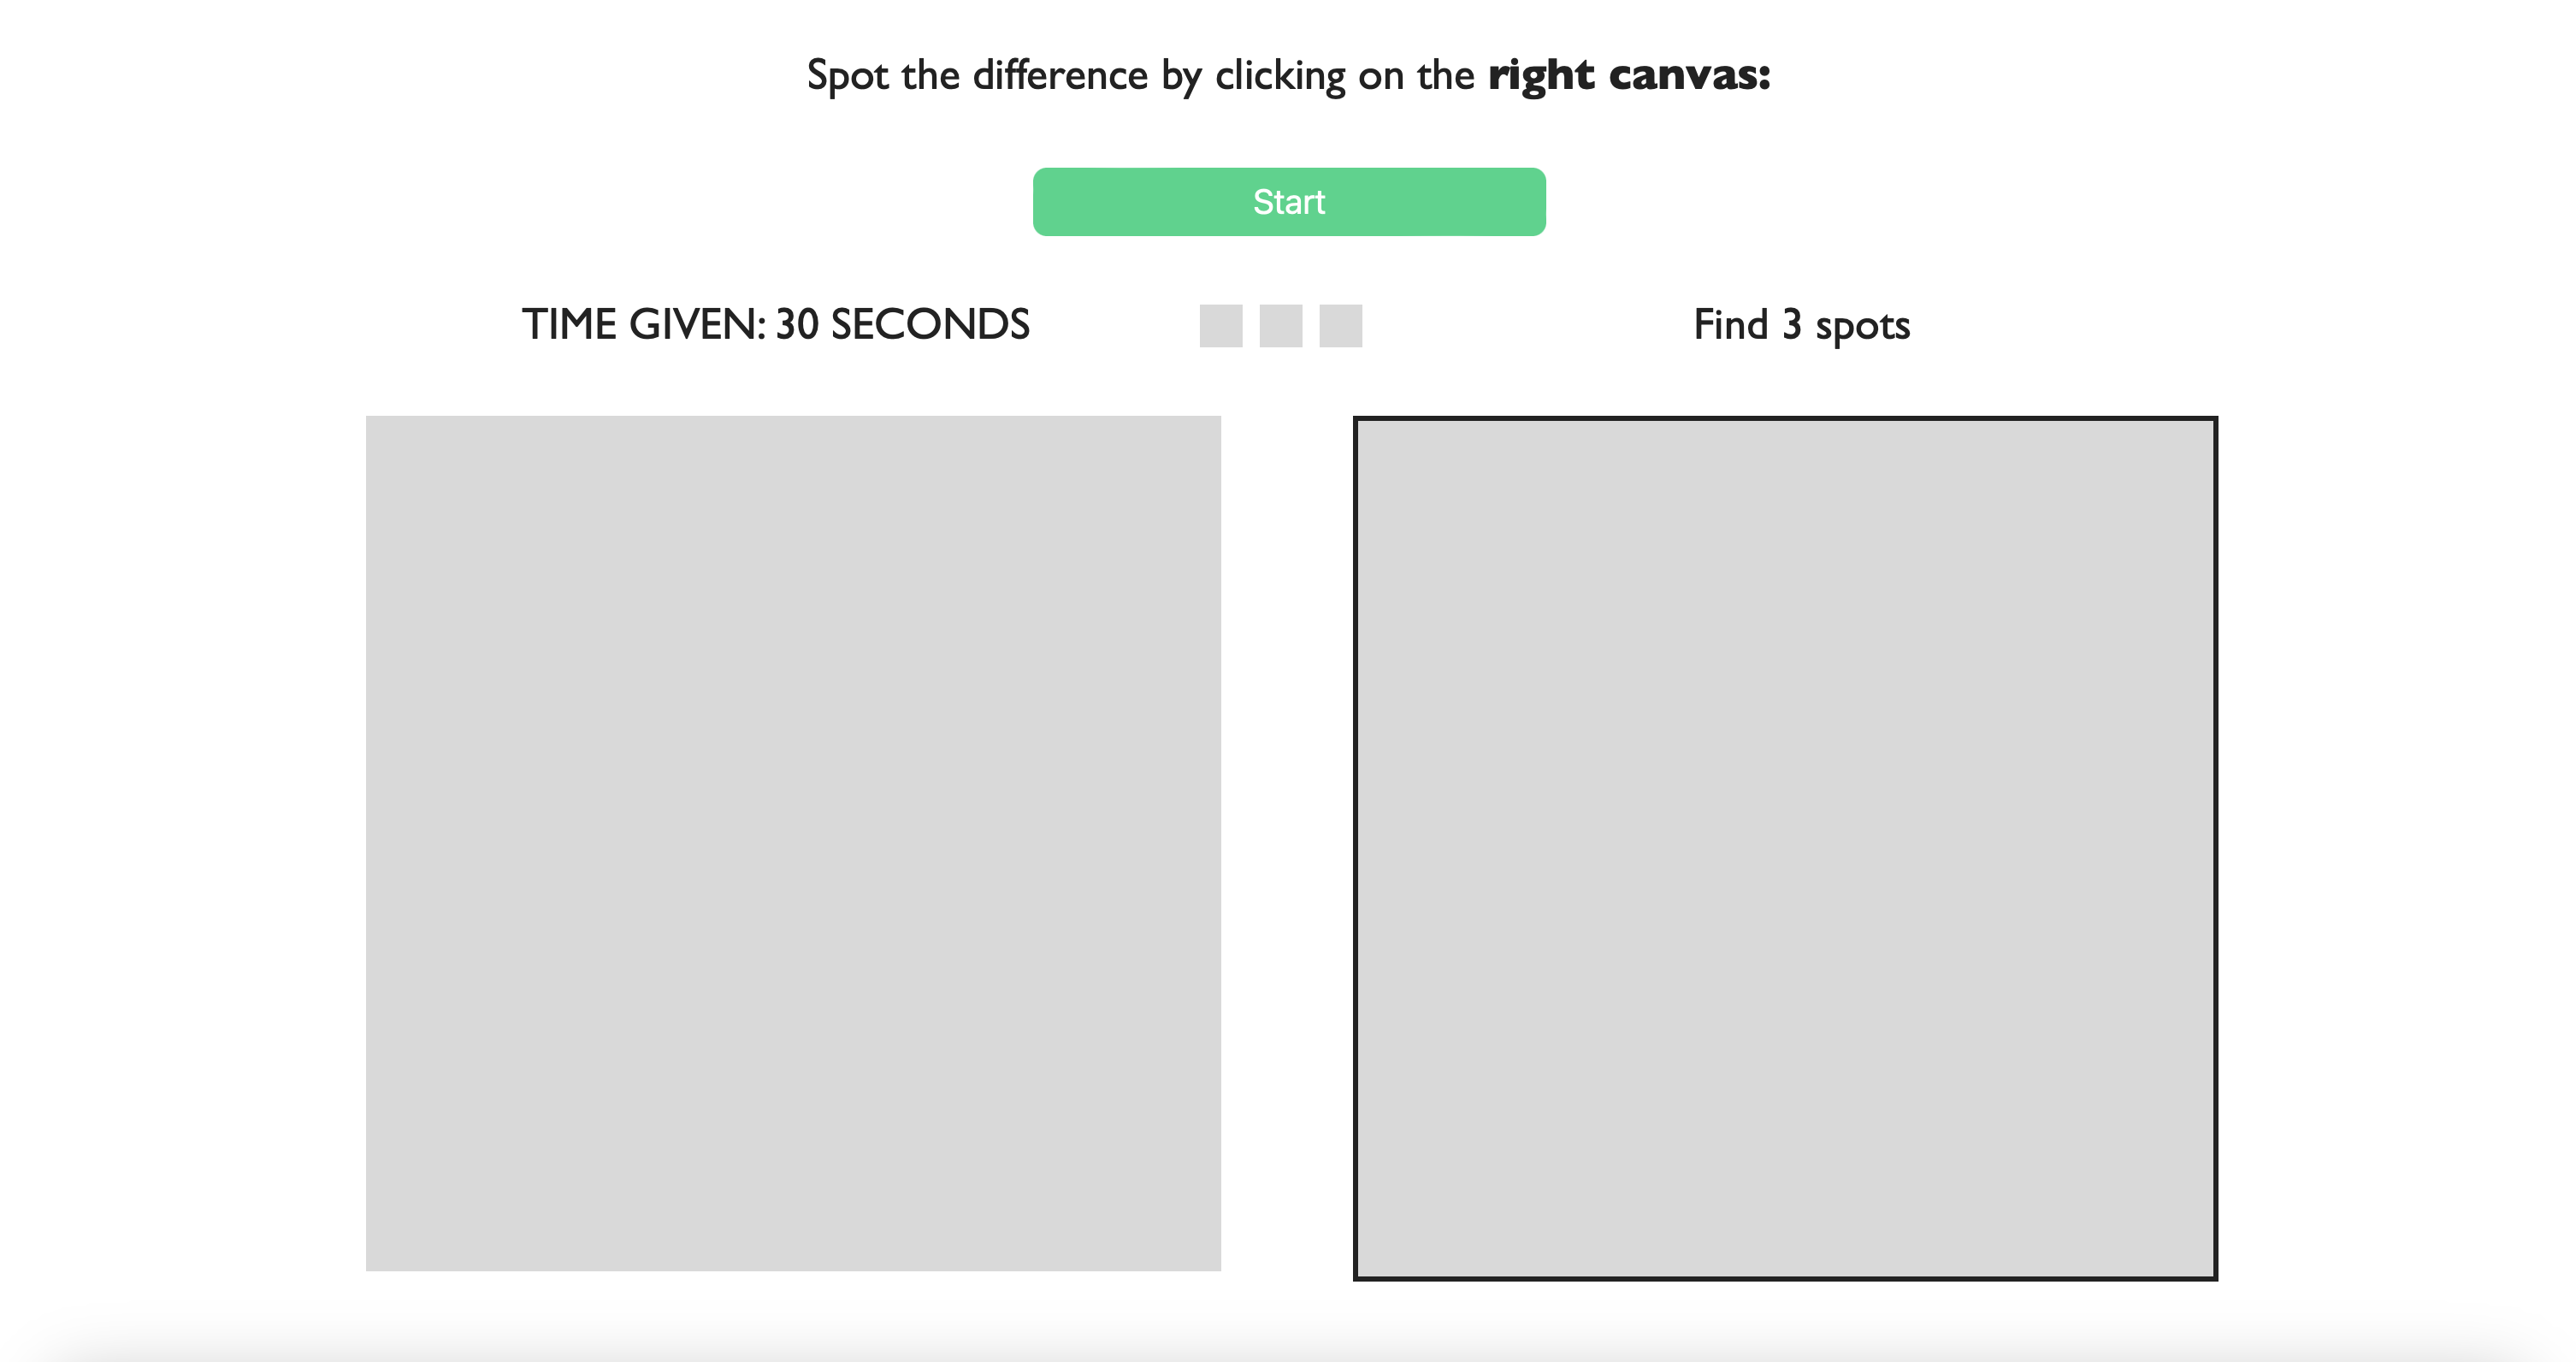 Spot the difference by clicking on the right canvas:
Start
TIME GIVEN: 30 SECONDS
Find 3 spots